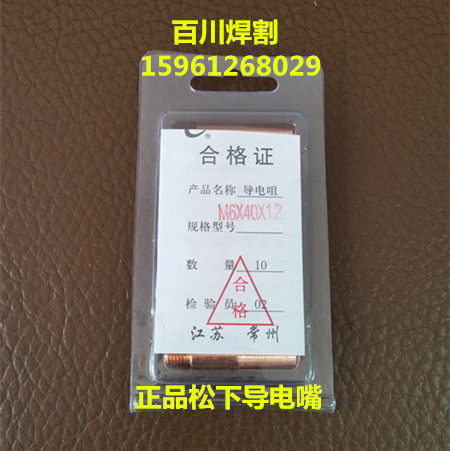 百川焊割
15961268029
®
合格证
产品名称 导电咀
M6X40X1.2
规格型号
数量 10
检验员 02
合格
江苏 常州
正品松下导电嘴